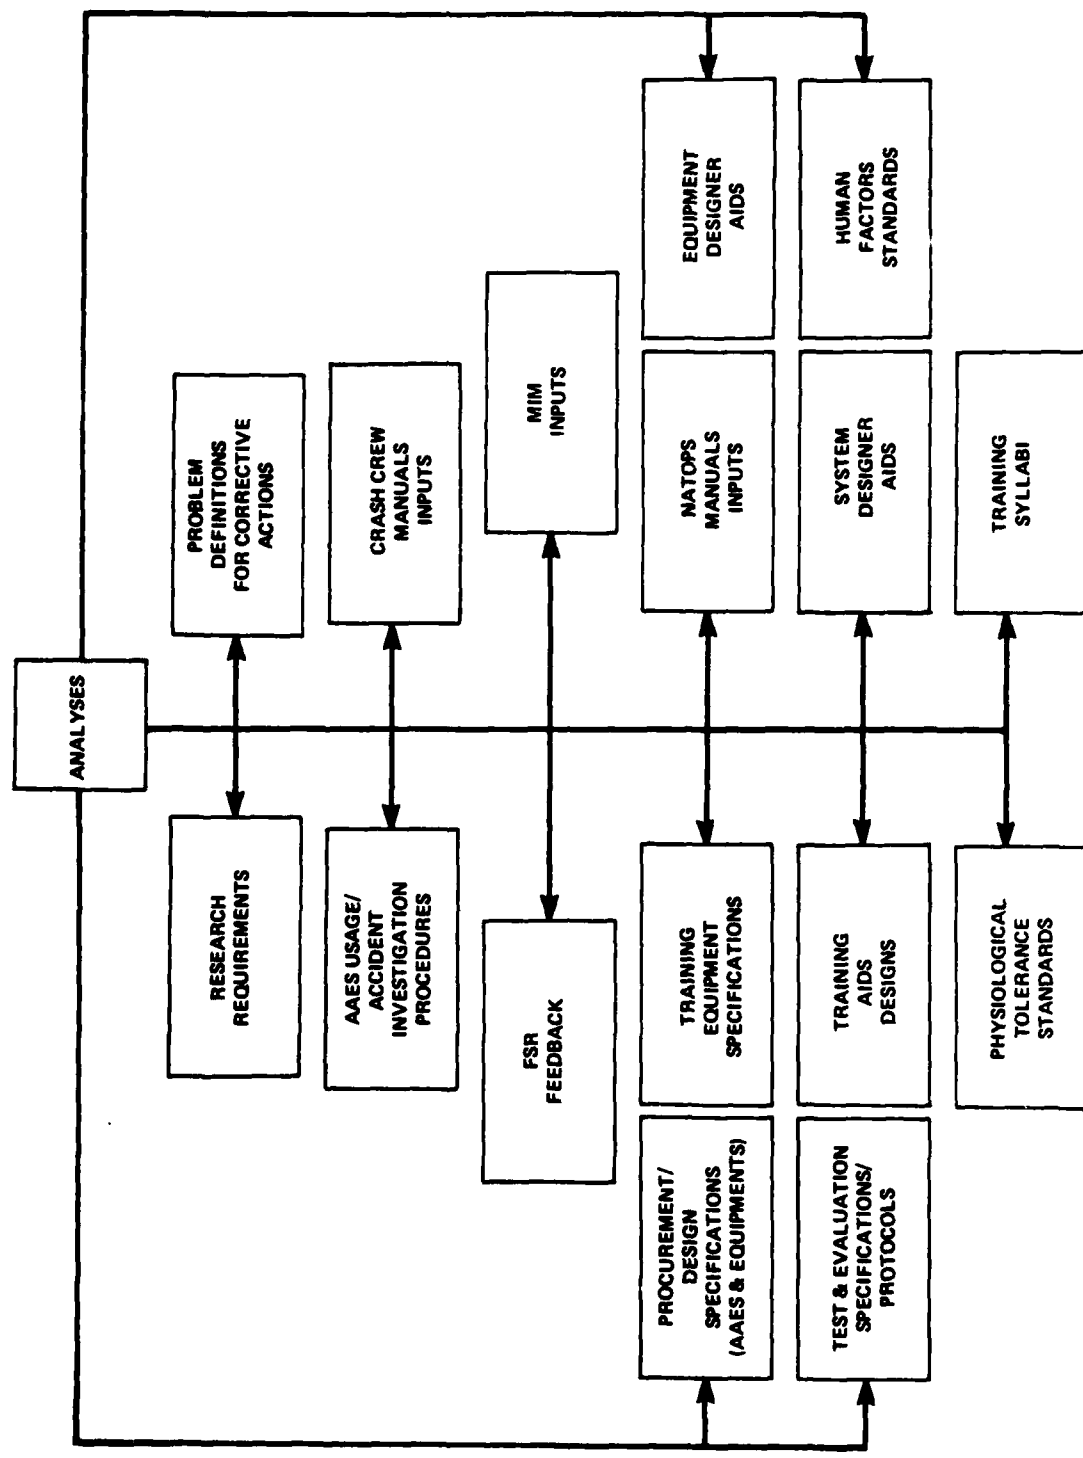 ANALYSES
RESEARCH
REQUIREMENTS
PROBLEM
DEFINITIONS
FOR CORRECTIVE
ACTIONS
AAES USAGE/
ACCIDENT
INVESTIGATION
PROCEDURES
CRASH CREW
MANUALS
INPUTS
FSR
FEEDBACK
MIM
INPUTS
PROCUREMENT/
DESIGN
SPECIFICATIONS
(AAES & EQUIPMENTS)
TRAINING
EQUIPMENT
SPECIFICATIONS
NATOPS
MANUALS
INPUTS
EQUIPMENT
DESIGNER
AIDS
TEST & EVALUATION
SPECIFICATIONS/
PROTOCOLS
TRAINING
AIDS
DESIGNS
SYSTEM
DESIGNER
AIDS
HUMAN
FACTORS
STANDARDS
PHYSIOLOGICAL
TOLERANCE
STANDARDS
TRAINING
SYLLABI